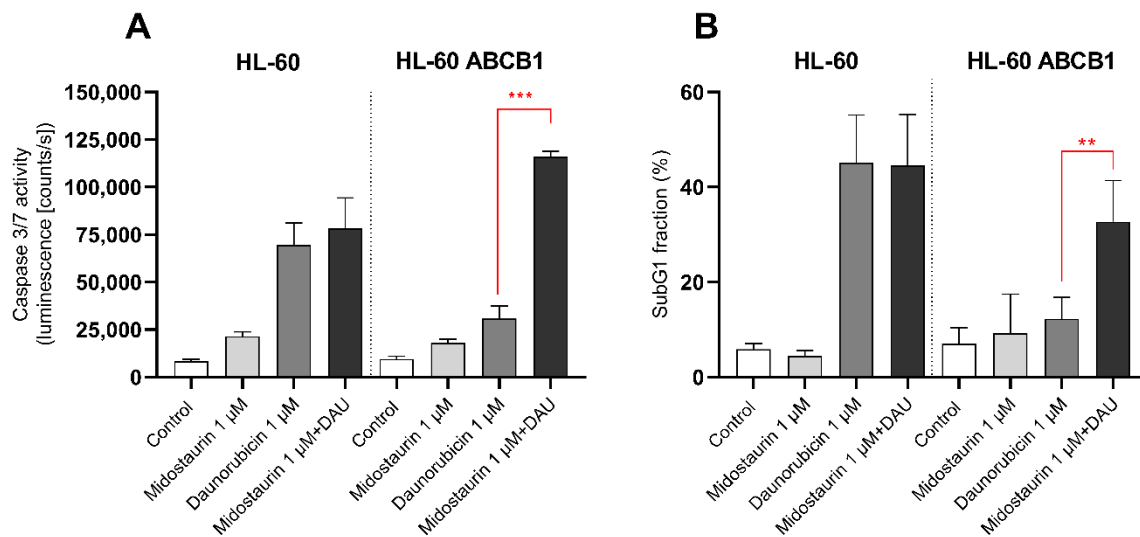 A
HL-60
HL-60 ABCB1
Caspase 3/7 activity
(luminescence [counts/s])
150,000
125,000
100,000
75,000
50,000
25,000
0
***
Control
Midostaurin 1 µM
Daunorubicin 1 µM
Midostaurin 1 µM+DAU
Control
Midostaurin 1 µM
Daunorubicin 1 µM
Midostaurin 1 µM+DAU
B
HL-60
HL-60 ABCB1
SubG1 fraction (%)
60
40
20
0
**
Control
Midostaurin 1 µM
Daunorubicin 1 µM
Midostaurin 1 µM+DAU
Control
Midostaurin 1 µM
Daunorubicin 1 µM
Midostaurin 1 µM+DAU